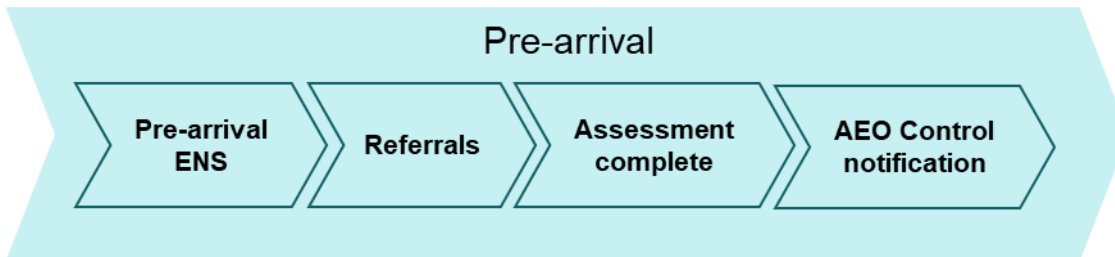 Pre-arrival
Pre-arrival
ENS
Referrals
Assessment
complete
AEO Control
notification